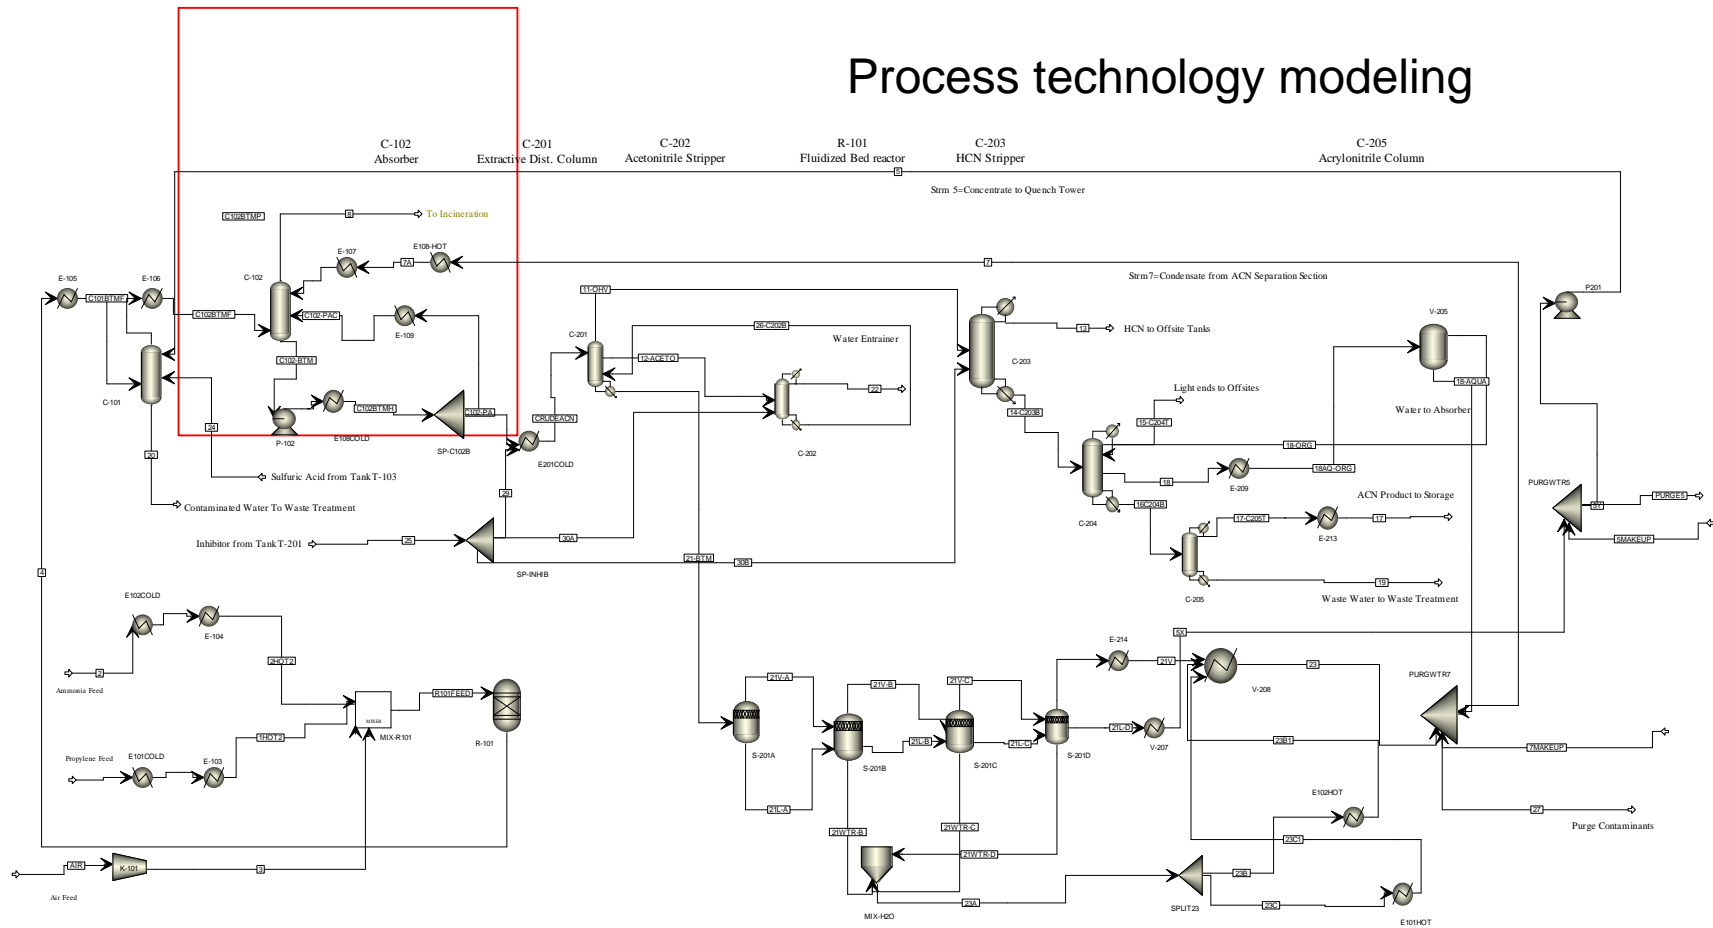 Process technology modeling
C-102
Absorber
C-201
Extractive Dist. Column
C-202
Acetonitrile Stripper
R-101
Fluidized Bed reactor
C-203
HCN Stripper
C-205
Acrylonitrile Column
5
Strm 5=Concentrate to Quench Tower
C102BTMP
8
To Incineration
E-107
E108-HOT
7A
7
Strm7=Condensate from ACN Separation Section
E-105
E-106
C-102
C101BTMF
C102BTMF
C102-PAC
E-109
C102-BTM
C-101
P-102
E108COLD
C102BTMH
C102-PA
SP-C102B
24
20
Sulfuric Acid from TankT-103
Contaminated Water To Waste Treatment
11-OHV
C-201
26-C202B
12-ACETO
Water Entrainer
22
C-202
CRUDEACN
E201COLD
29
Inhibitor from TankT-201
25
SP-INHIB
30A
30B
21-BTM
13
HCN to Offsite Tanks
C-203
14-C203B
Light ends to Offsites
15-C204T
V-205
18-AQUA
Water to Absorber
P201
18-ORG
18
E-209
18AQ-ORG
16C204B
C-204
ACN Product to Storage
17-C205T
E-213
17
C-205
19
Waste Water to Waste Treatment
PURGWTR5
5Y
PURGE5
5MAKEUP
4
E102COLD
E-104
2HOT2
2
Ammonia Feed
R101FEED
MIXER
MIX-R101
R-101
1HOT2
Propylene Feed
E101COLD
E-103
AIR
K-101
3
Air Feed
5X
E-214
21V
V-208
23
PURGWTR7
21V-A
21V-B
21V-C
S-201A
S-201B
S-201C
S-201D
21L-A
21L-B
21L-C
21L-D
V-207
23B1
7MAKEUP
21WTR-B
21WTR-C
21WTR-D
MIX-H2O
23A
SPLIT23
23B
23C
E102HOT
23C1
E101HOT
27
Purge Contaminants